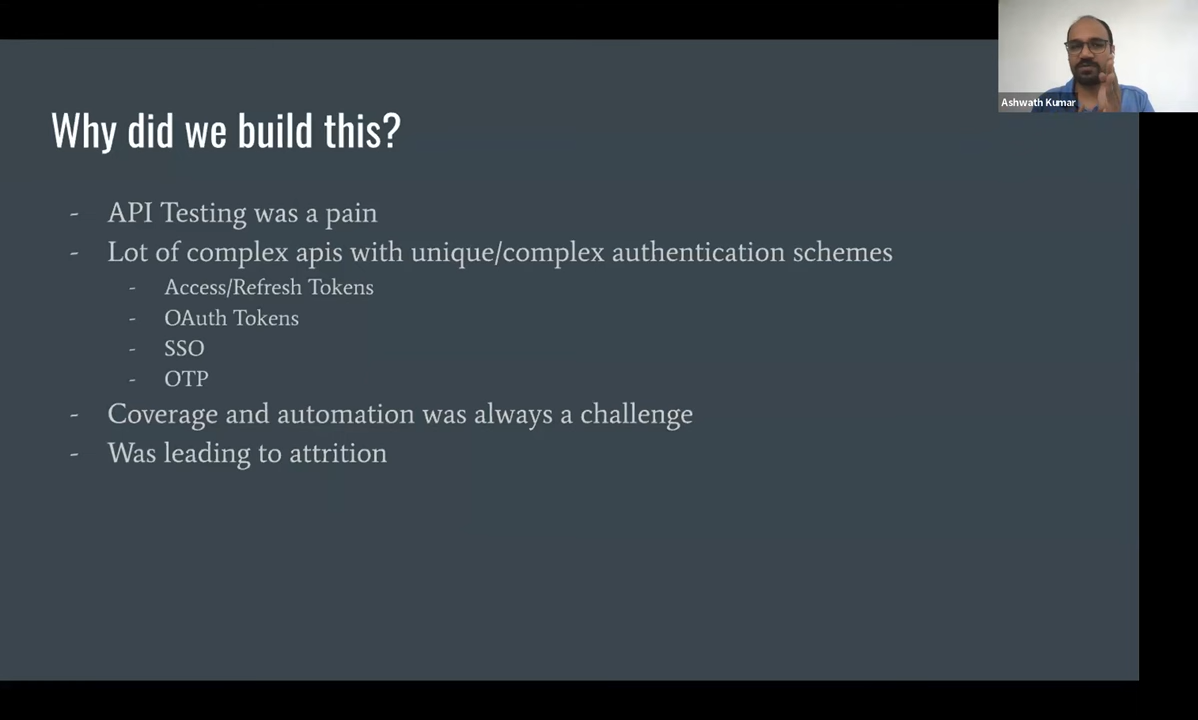 Why did we build this?
- API Testing was a pain
- Lot of complex apis with unique/complex authentication schemes
- Access/Refresh Tokens
- OAuth Tokens
- SSO
- OTP
- Coverage and automation was always a challenge
- Was leading to attrition
Ashwath Kumar